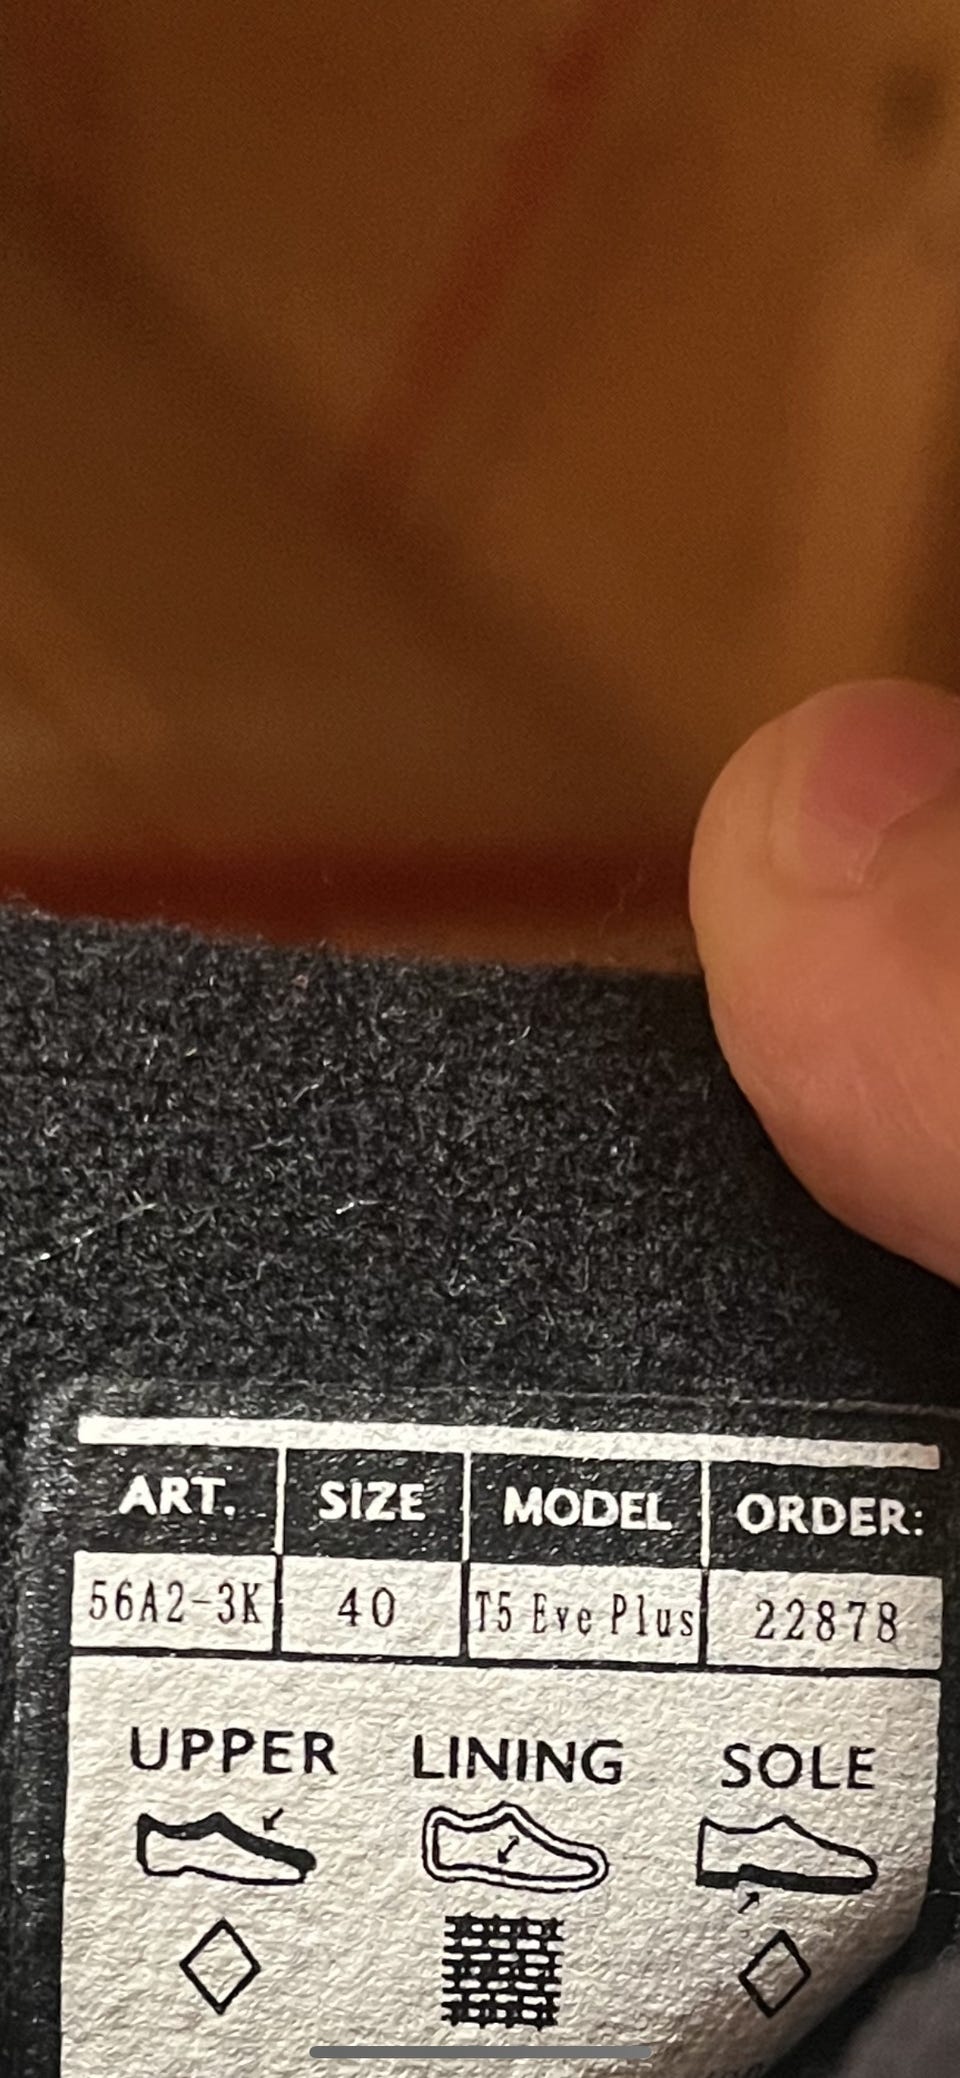 ART. SIZE MODEL ORDER:
56A2-3K 40 T5 Eve Plus 22878
UPPER LINING SOLE